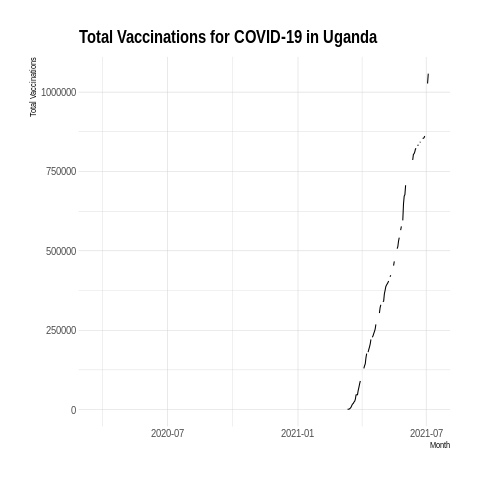 Total Vaccinations for COVID-19 in Uganda
Total Vaccinations
1000000
750000
500000
250000
0
2020-07 2021-01 2021-07
Month